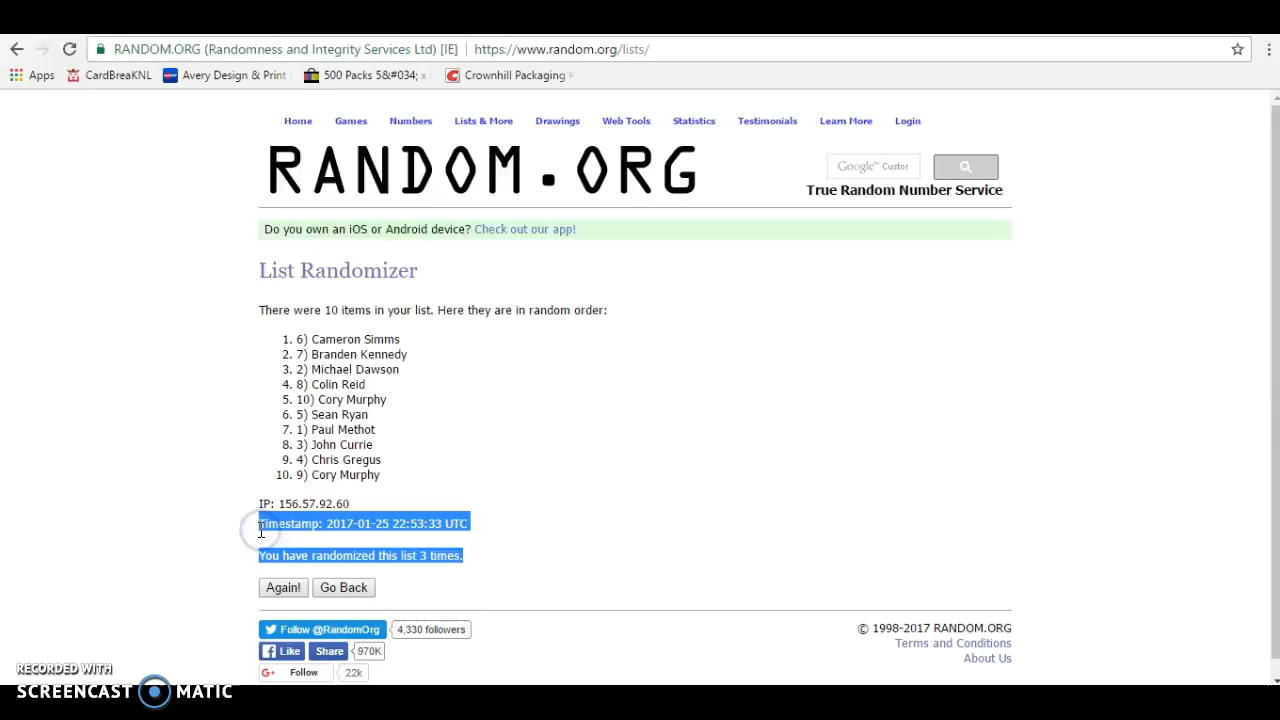 RANDOM.ORG (Randomness and Integrity Services Ltd) [IE] https://www.random.org/lists/
Apps CardBreaKNL Avery Design & Print 500 Packs 5&#034; x Crownhill Packaging
Home Games Numbers Lists & More Drawings Web Tools Statistics Testimonials Learn More Login
RANDOM.ORG
Google™ Custor
True Random Number Service
Do you own an iOS or Android device? Check out our app!
List Randomizer
There were 10 items in your list. Here they are in random order:
1. 6) Cameron Simms
2. 7) Branden Kennedy
3. 2) Michael Dawson
4. 8) Colin Reid
5. 10) Cory Murphy
6. 5) Sean Ryan
7. 1) Paul Methot
8. 3) John Currie
9. 4) Chris Gregus
10. 9) Cory Murphy
IP: 156.57.92.60
Timestamp: 2017-01-25 22:53:33 UTC
You have randomized this list 3 times.
Again! Go Back
Follow @RandomOrg 4,330 followers
Like Share 970K
G+ Follow 22k
© 1998-2017 RANDOM.ORG
Terms and Conditions
About Us
RECORDED WITH
SCREENCAST MATIC